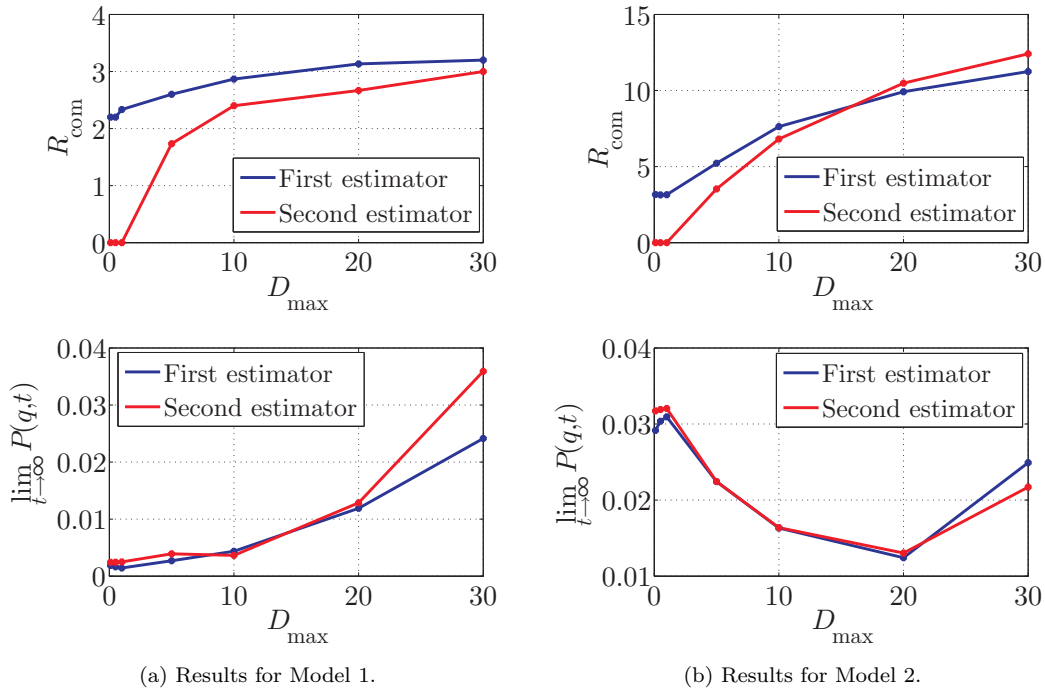 4
3
2
1
0
R_com
0
10
20
30
D_max
First estimator
Second estimator
15
10
5
0
R_com
0
10
20
30
D_max
First estimator
Second estimator
0.04
0.03
0.02
0.01
0
lim t→∞ P(q,t)
0
10
20
30
D_max
First estimator
Second estimator
0.04
0.03
0.02
0.01
lim t→∞ P(q,t)
0
10
20
30
D_max
First estimator
Second estimator
(a) Results for Model 1.
(b) Results for Model 2.